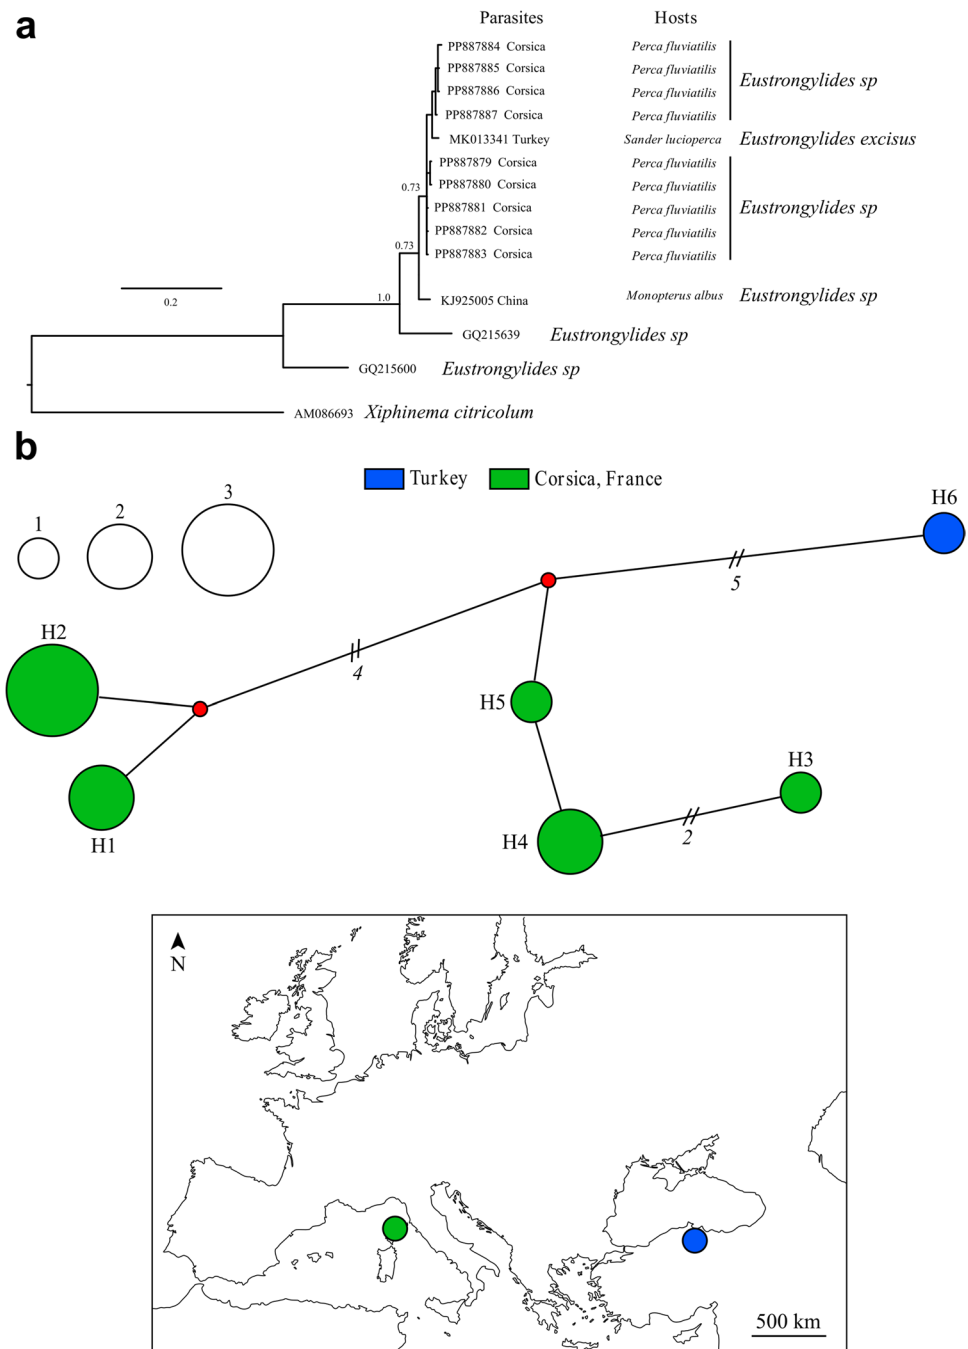 a
Parasites Hosts
PP887884 Corsica Perca fluviatilis
PP887885 Corsica Perca fluviatilis
Eustrongylides sp
PP887886 Corsica Perca fluviatilis
PP887887 Corsica Perca fluviatilis
MK013341 Turkey Sander lucioperca Eustrongylides excisus
PP887879 Corsica Perca fluviatilis
0.73 PP887880 Corsica Perca fluviatilis
PP887881 Corsica Perca fluviatilis Eustrongylides sp
PP887882 Corsica Perca fluviatilis
0.73 PP887883 Corsica Perca fluviatilis
0.2 1.0 KJ925005 China Monopterus albus Eustrongylides sp
GQ215639 Eustrongylides sp
GQ215600 Eustrongylides sp
AM086693 Xiphinema citricolum
b
Turkey Corsica, France
1 2 3
H6
5
H2
4
H5
H3
H1
H4
2
N
500 km